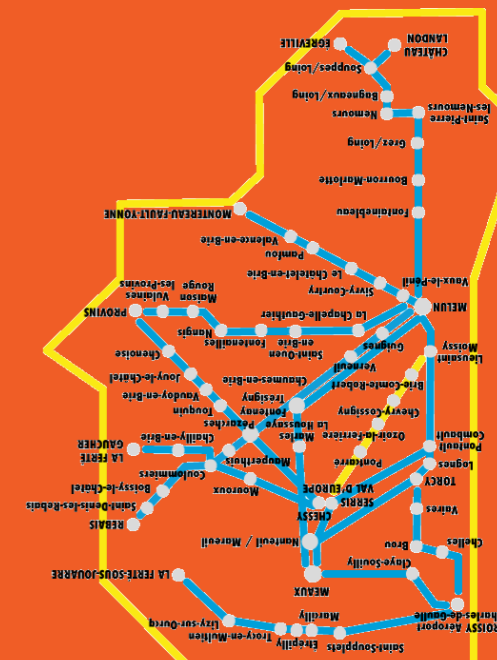 Saint-Soupplets
Étrépilly
Marcilly
Trocy-en-Multien
Lizy-sur-Ourcq
ROISSY Aéroport
Charles-de-Gaulle
MEAUX
LA FERTE-SOUS-JOUARRE
Claye-Souilly
Chelles
Brou
Nanteuil / Mareuil
Vaires
CHESSY
REBAIS
Saint-Denis-les-Rebais
SERRIS
VAL D'EUROPE
Boissy-le-Chatel
Mouroux
TORCY
Coulommiers
Lognes
Mauperthuis
Pontcarré
LA FERTÉ
GAUCHER
Chailly-en-Brie
Pontault
Combault
Marles
Ozoir-la-Ferrière
La Houssaye
Fontenay
Trésigny
Pezarches
Touquin
Chevry-Cossigny
Vaudoy-en-Brie
Brie-Comte-Robert
Chaumes-en-Brie
Jouy-le-Chatel
Verneuil
Lieusaint
Moissy
Chenoise
Guignes
Saint-Ouen
en-Brie
Fontenailles
Nangis
La Chapelle-Gauthier
PROVINS
MELUN
Vulaines
les-Provins
Maison
Rouge
Sivry-Courtry
Vaux-le-Pénil
Le Châtelet-en-Brie
Pamfou
Valence-en-Brie
MONTEREAU-FAULT-YONNE
Fontainebleau
Bourron-Marlotte
Grez/Loing
Saint-Pierre
les-Nemours
Nemours
Bagneaux/Loing
Souppes/Loing
CHÂTEAU
LANDON
ÉGREVILLE